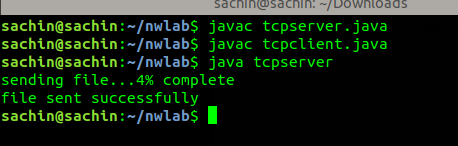 sachin@sachin: ~/Downloads
sachin@sachin:~/nwlab$ javac tcpserver.java
sachin@sachin:~/nwlab$ javac tcpclient.java
sachin@sachin:~/nwlab$ java tcpserver
sending file...4% complete
file sent successfully
sachin@sachin:~/nwlab$